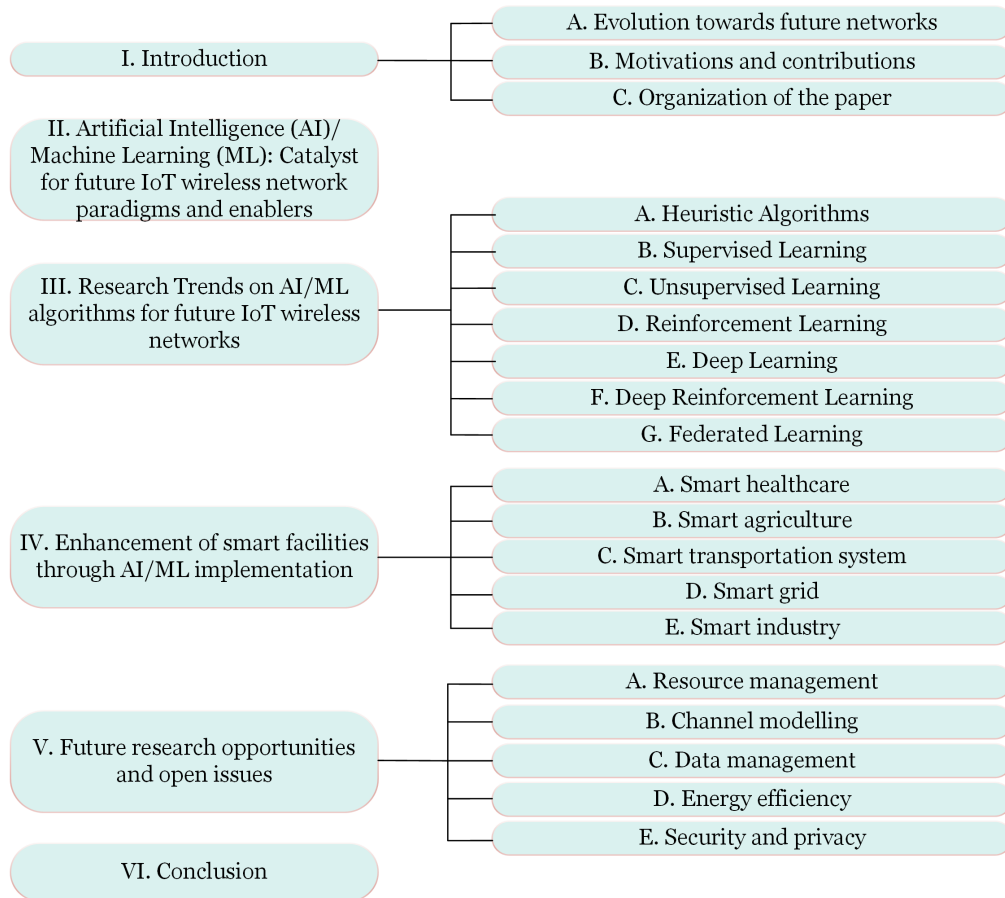 I. Introduction
A. Evolution towards future networks
B. Motivations and contributions
C. Organization of the paper
II. Artificial Intelligence (AI)/
Machine Learning (ML): Catalyst
for future IoT wireless network
paradigms and enablers
III. Research Trends on AI/ML
algorithms for future IoT wireless
networks
A. Heuristic Algorithms
B. Supervised Learning
C. Unsupervised Learning
D. Reinforcement Learning
E. Deep Learning
F. Deep Reinforcement Learning
G. Federated Learning
IV. Enhancement of smart facilities
through AI/ML implementation
A. Smart healthcare
B. Smart agriculture
C. Smart transportation system
D. Smart grid
E. Smart industry
V. Future research opportunities
and open issues
A. Resource management
B. Channel modelling
C. Data management
D. Energy efficiency
E. Security and privacy
VI. Conclusion